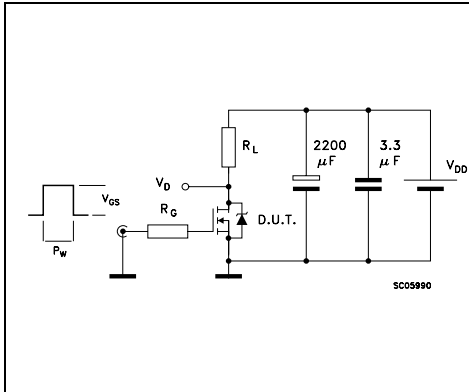 R_L
2200 μF
3.3 μF
V_DD
V_D
V_GS
R_G
D.U.T.
P_W
SC05990